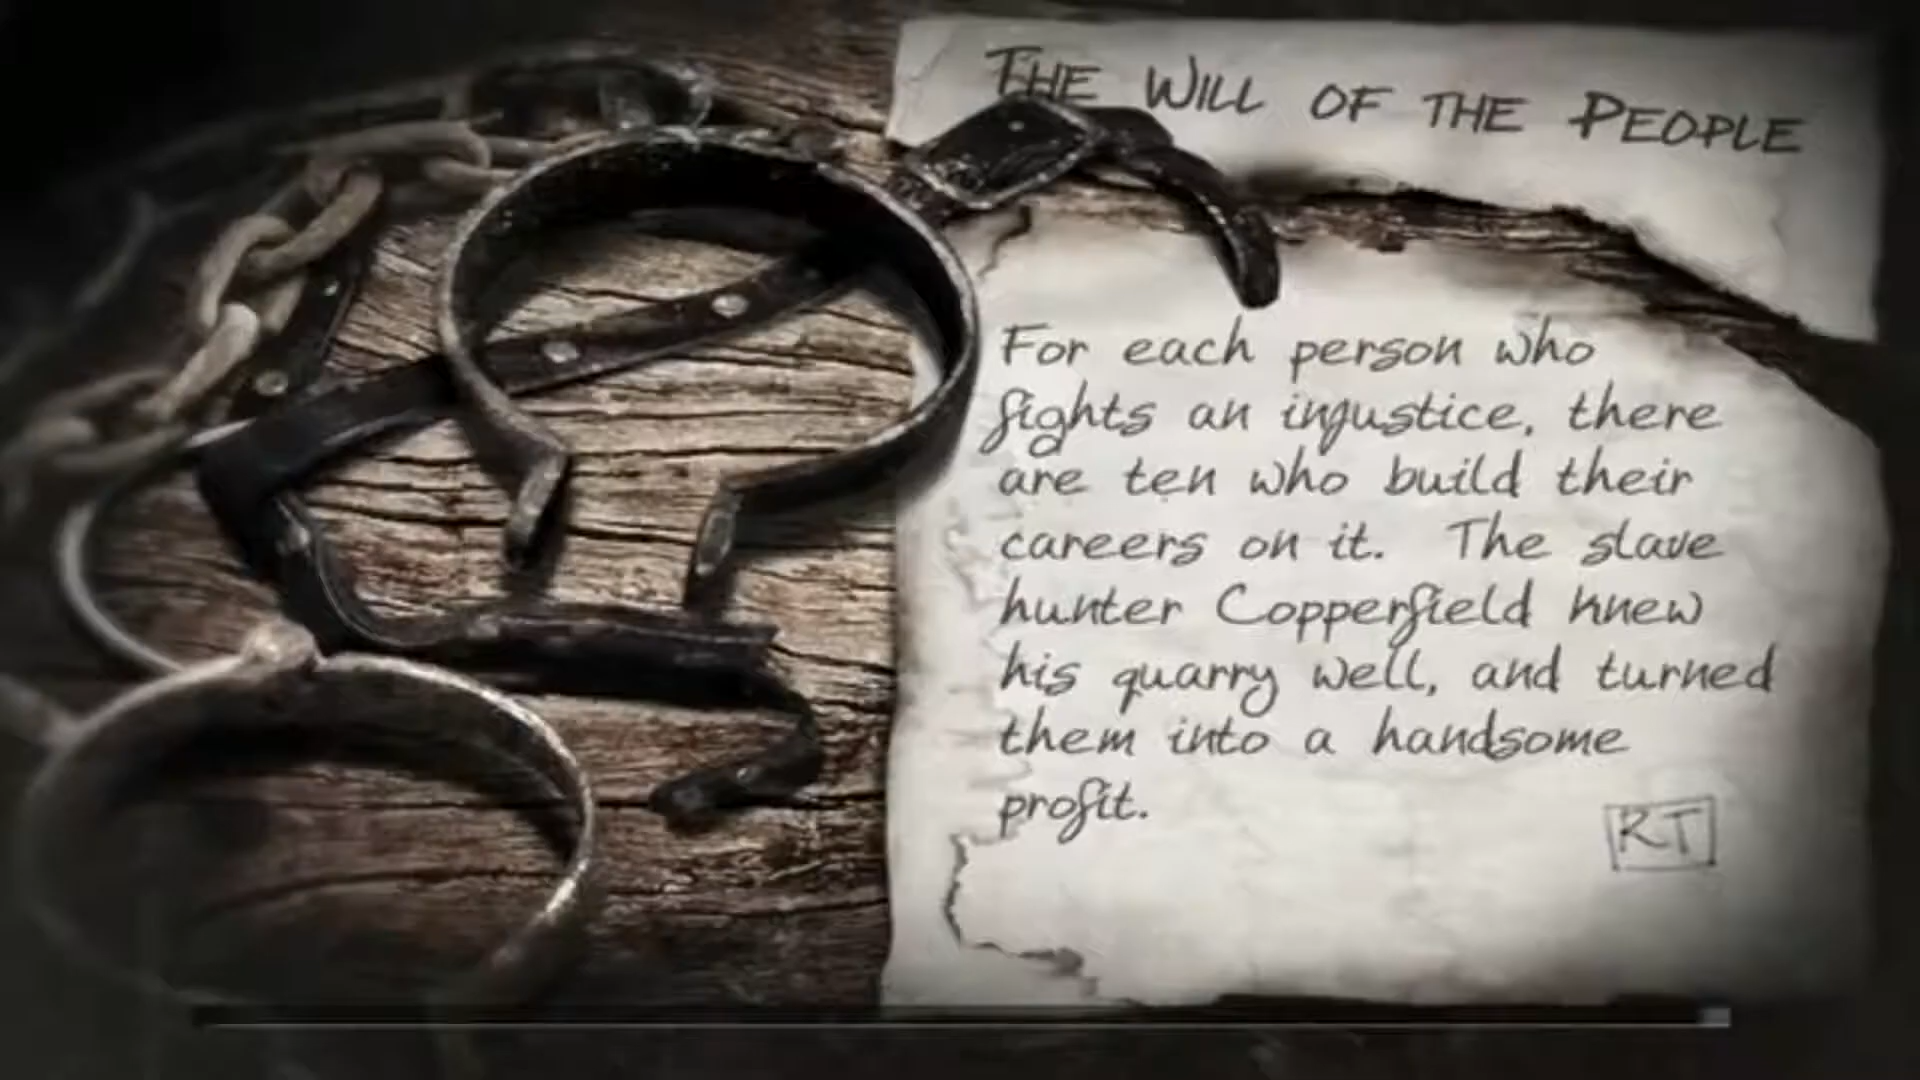 THE WILL OF THE PEOPLE
For each person who
fights an injustice, there
are ten who build their
careers on it. The slave
hunter Copperfield knew
his quarry well, and turned
them into a handsome
profit.
RT